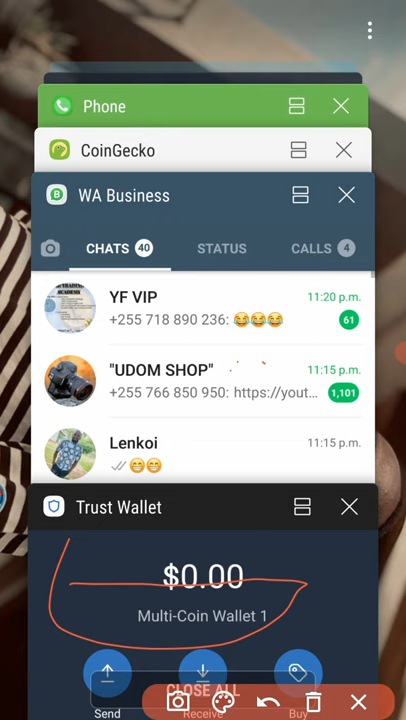 Phone
CoinGecko
WA Business
CHATS 40 STATUS CALLS 4
YF VIP 11:20 p.m.
+255 718 890 236: 😂😂😂 61
"UDOM SHOP" 11:15 p.m.
+255 766 850 950: https://yout... 1,101
Lenkoi 11:15 p.m.
😁😁
Trust Wallet
$0.00
Multi-Coin Wallet 1
CLOSE ALL
Send Receive Buy